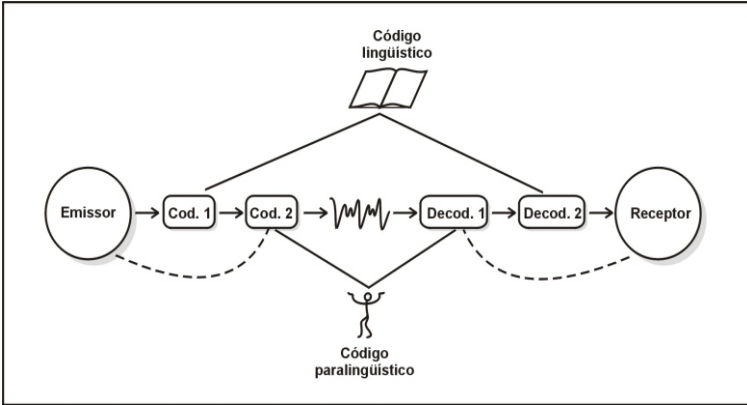 Código
lingüístico
Emissor
Cod. 1
Cod. 2
Decod. 1
Decod. 2
Receptor
Código
paralingüístico